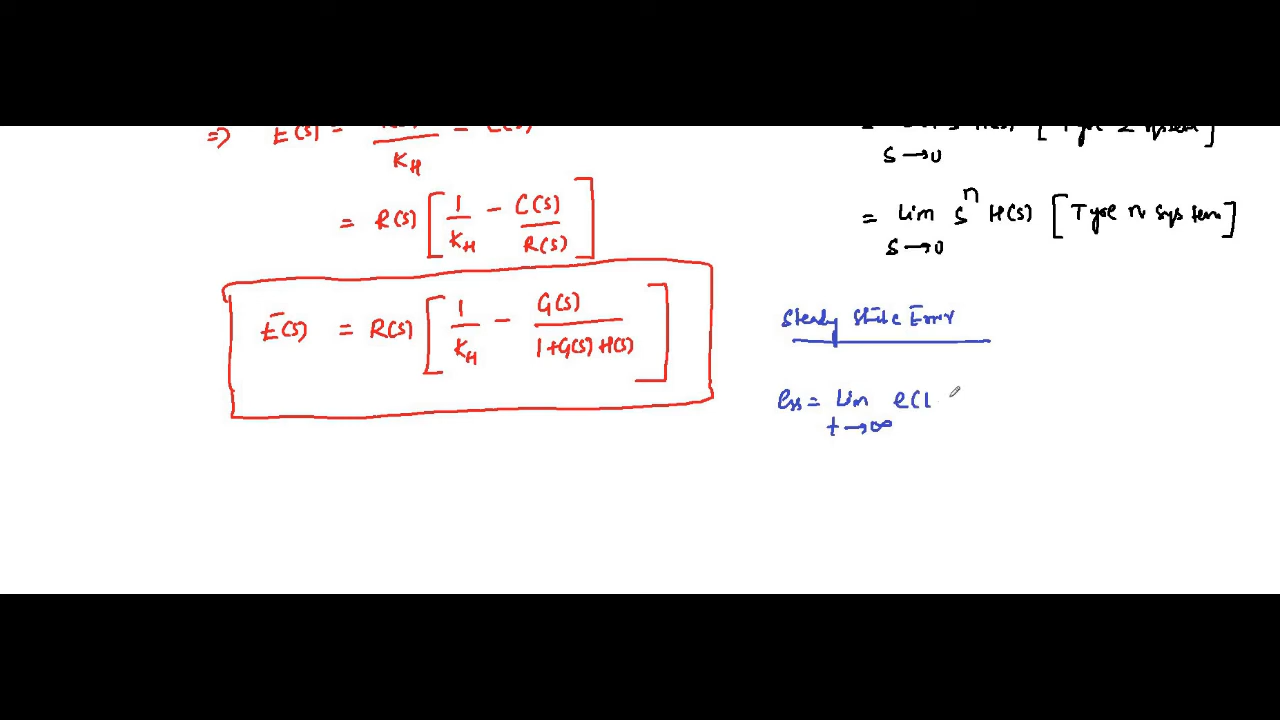 => E(s) =
K_H
= R(s) [ 1/K_H - C(s)/R(s) ]
E(s) = R(s) [ 1/K_H - G(s)/1+G(s) H(s) ]
S→0
= Lim S^n H(s) [Type n system]
S→0
Steady State Error
ess = Lim e(
t→∞